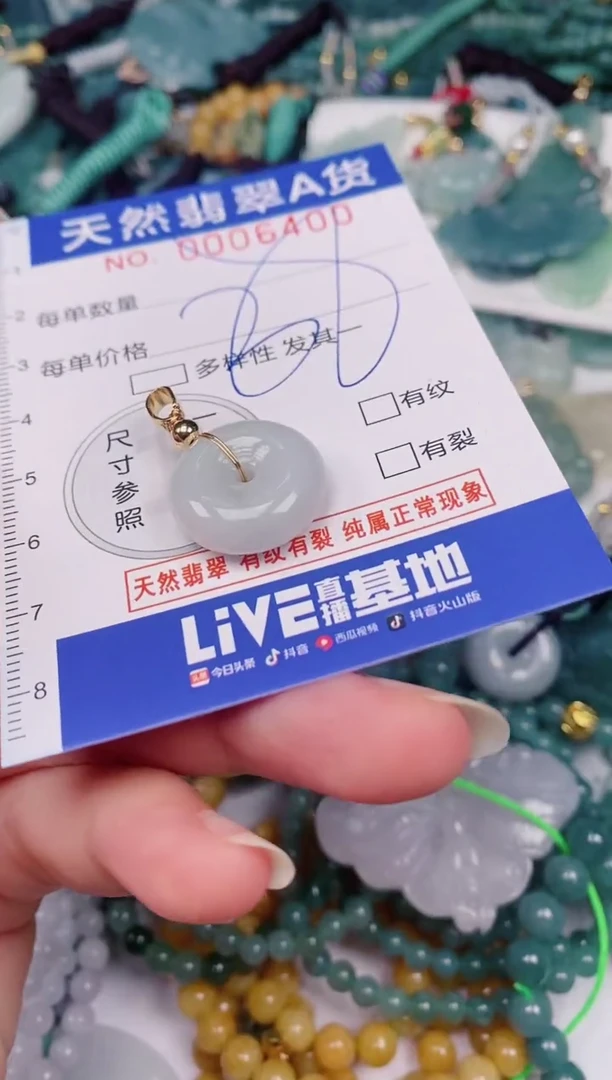 天然翡翠A货
NO. 0006400
每单数量
每单价格
多样性 发其一
有纹
有裂
尺寸参照
天然翡翠 有纹有裂 纯属正常现象
LiVE直播基地
今日头条 抖音 西瓜视频 抖音火山版
1
2
3
4
5
6
7
8